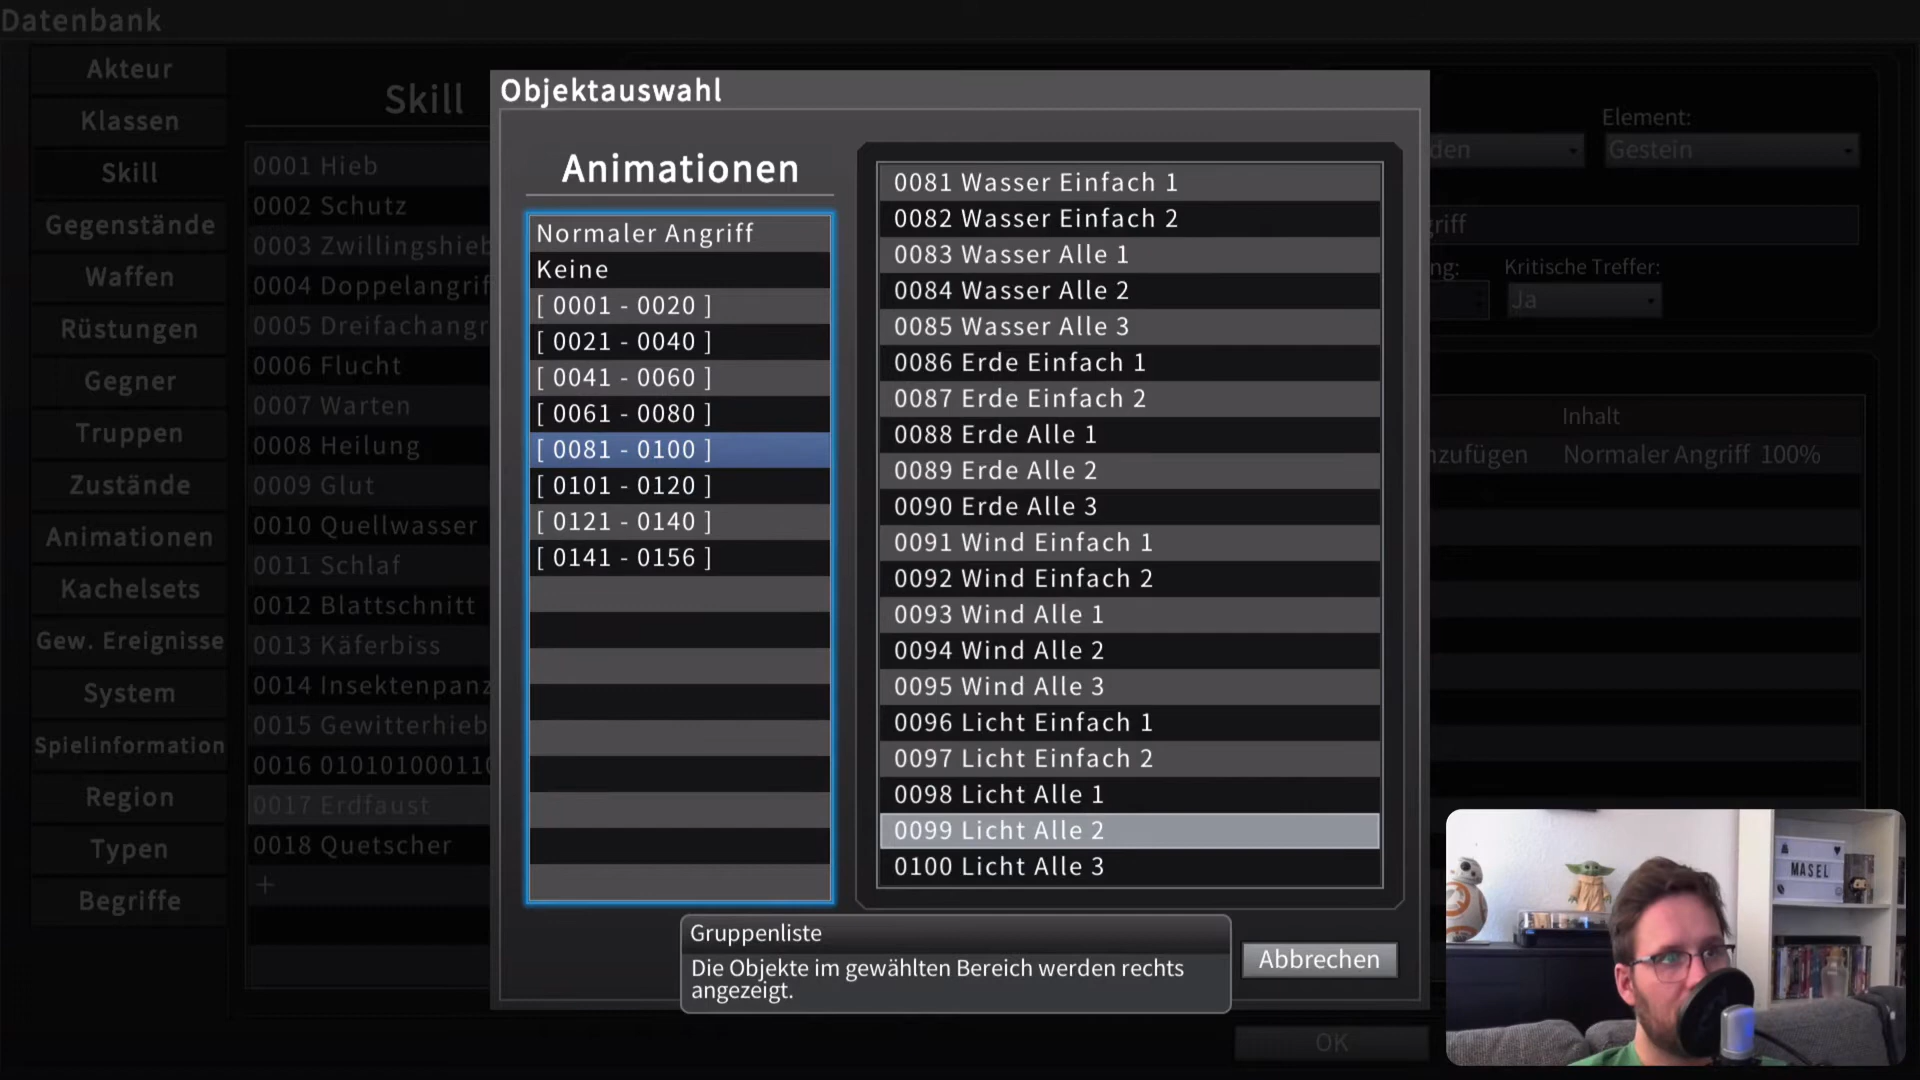 Datenbank
Akteur
Klassen
Skill
Gegenstände
Waffen
Rüstungen
Gegner
Truppen
Zustände
Animationen
Kachelsets
Gew. Ereignisse
System
Spielinformation
Region
Typen
Begriffe
Skill
0001 Hieb
0002 Schutz
0003 Zwillingshieb
0004 Doppelangrif
0005 Dreifachangr
0006 Flucht
0007 Warten
0008 Heilung
0009 Glut
0010 Quellwasser
0011 Schlaf
0012 Blattschnitt
0013 Käferbiss
0014 Insektenpanz
0015 Gewitterhieb
0016 010101000110
0017 Erdfaust
0018 Quetscher
+
Objektauswahl
Animationen
Normaler Angriff
Keine
[ 0001 - 0020 ]
[ 0021 - 0040 ]
[ 0041 - 0060 ]
[ 0061 - 0080 ]
[ 0081 - 0100 ]
[ 0101 - 0120 ]
[ 0121 - 0140 ]
[ 0141 - 0156 ]
0081 Wasser Einfach 1
0082 Wasser Einfach 2
0083 Wasser Alle 1
0084 Wasser Alle 2
0085 Wasser Alle 3
0086 Erde Einfach 1
0087 Erde Einfach 2
0088 Erde Alle 1
0089 Erde Alle 2
0090 Erde Alle 3
0091 Wind Einfach 1
0092 Wind Einfach 2
0093 Wind Alle 1
0094 Wind Alle 2
0095 Wind Alle 3
0096 Licht Einfach 1
0097 Licht Einfach 2
0098 Licht Alle 1
0099 Licht Alle 2
0100 Licht Alle 3
Gruppenliste
Die Objekte im gewählten Bereich werden rechts
angezeigt.
Abbrechen
Element:
den
Gestein
riff
ng:
Kritische Treffer:
Ja
Inhalt
nzufügen
Normaler Angriff 100%
OK
MASEL